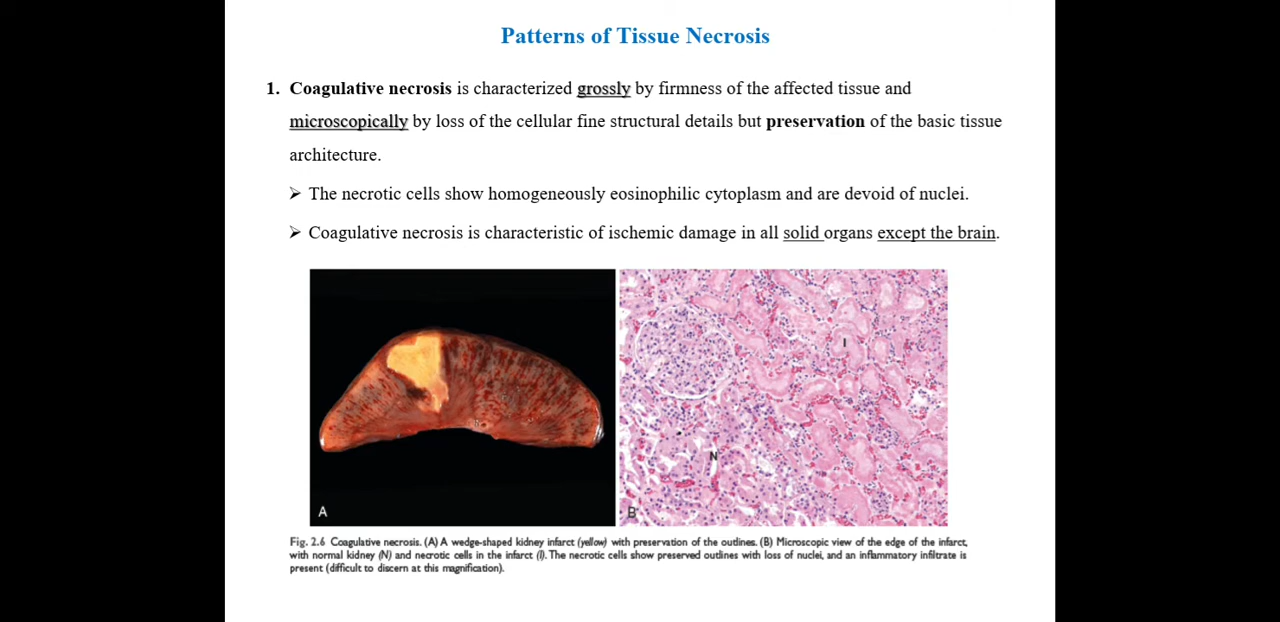 Patterns of Tissue Necrosis
1. Coagulative necrosis is characterized grossly by firmness of the affected tissue and
microscopically by loss of the cellular fine structural details but preservation of the basic tissue
architecture.
➢ The necrotic cells show homogeneously eosinophilic cytoplasm and are devoid of nuclei.
➢ Coagulative necrosis is characteristic of ischemic damage in all solid organs except the brain.
I
N
A
B
Fig. 2.6 Coagulative necrosis. (A) A wedge-shaped kidney infarct (yellow) with preservation of the outlines. (B) Microscopic view of the edge of the infarct,
with normal kidney (N) and necrotic cells in the infarct (I). The necrotic cells show preserved outlines with loss of nuclei, and an inflammatory infiltrate is
present (difficult to discern at this magnification).